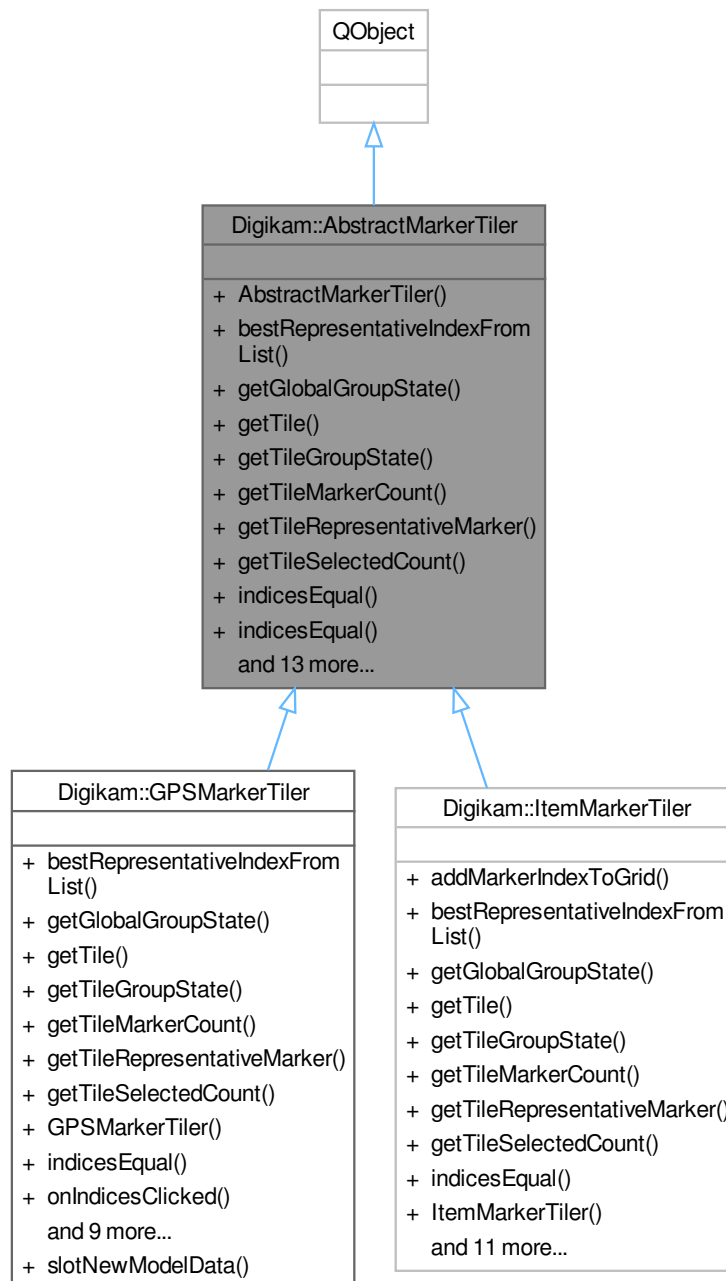 QObject
Digikam::AbstractMarkerTiler
+ AbstractMarkerTiler()
+ bestRepresentativeIndexFrom
List()
+ getGlobalGroupState()
+ getTile()
+ getTileGroupState()
+ getTileMarkerCount()
+ getTileRepresentativeMarker()
+ getTileSelectedCount()
+ indicesEqual()
+ indicesEqual()
and 13 more...
Digikam::GPSMarkerTiler
+ bestRepresentativeIndexFrom
List()
+ getGlobalGroupState()
+ getTile()
+ getTileGroupState()
+ getTileMarkerCount()
+ getTileRepresentativeMarker()
+ getTileSelectedCount()
+ GPSMarkerTiler()
+ indicesEqual()
+ onIndicesClicked()
and 9 more...
+ slotNewModelData()
Digikam::ItemMarkerTiler
+ addMarkerIndexToGrid()
+ bestRepresentativeIndexFrom
List()
+ getGlobalGroupState()
+ getTile()
+ getTileGroupState()
+ getTileMarkerCount()
+ getTileRepresentativeMarker()
+ getTileSelectedCount()
+ indicesEqual()
+ ItemMarkerTiler()
and 11 more...